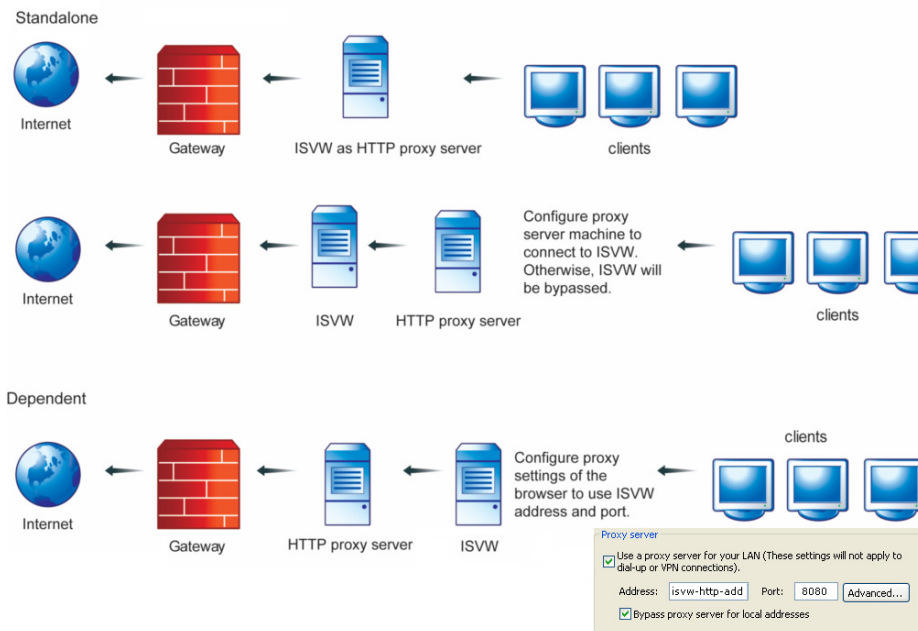 Standalone
Internet
Gateway
ISVW as HTTP proxy server
clients
Configure proxy
server machine to
connect to ISVW.
Otherwise, ISVW will
be bypassed.
Internet
Gateway
ISVW
HTTP proxy server
clients
Dependent
clients
Configure proxy
settings of the
browser to use ISVW
address and port.
Internet
Gateway
HTTP proxy server
ISVW
Proxy server
Use a proxy server for your LAN (These settings will not apply to
dial-up or VPN connections).
Address: isvw-http-add Port: 8080 Advanced...
Bypass proxy server for local addresses